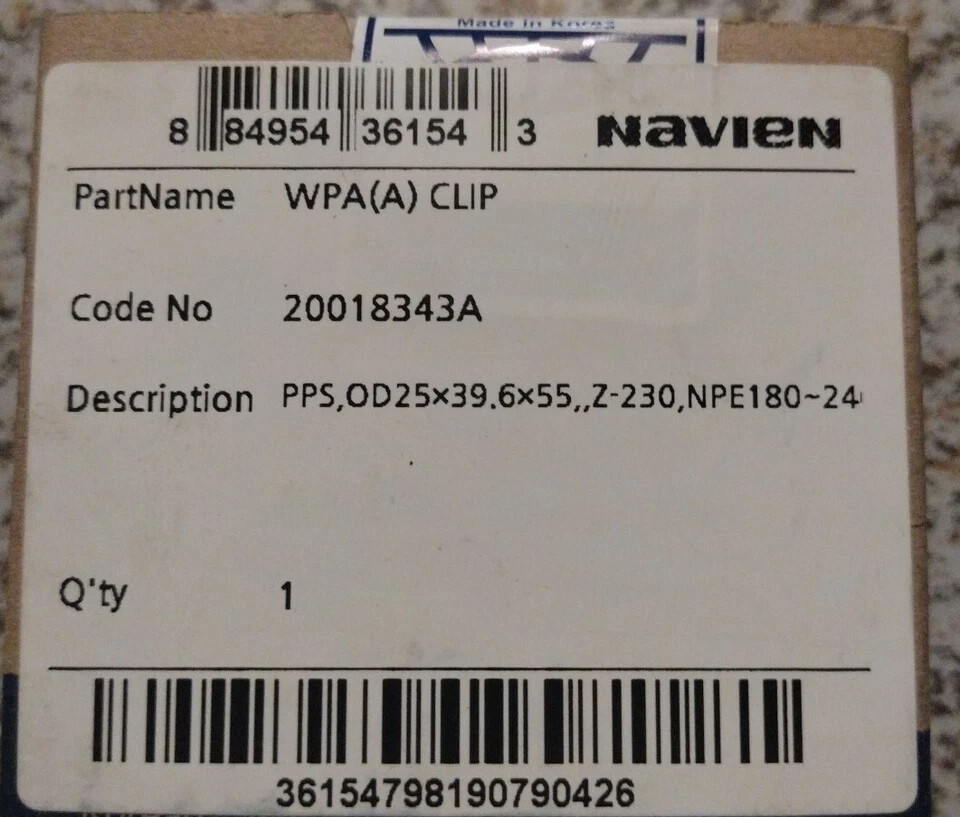 Made in Korea
8 84954 36154 3 NAVIEN
PartName WPA(A) CLIP
Code No 20018343A
Description PPS,OD25×39.6×55,,Z-230,NPE180~24
Q'ty 1
36154798190790426